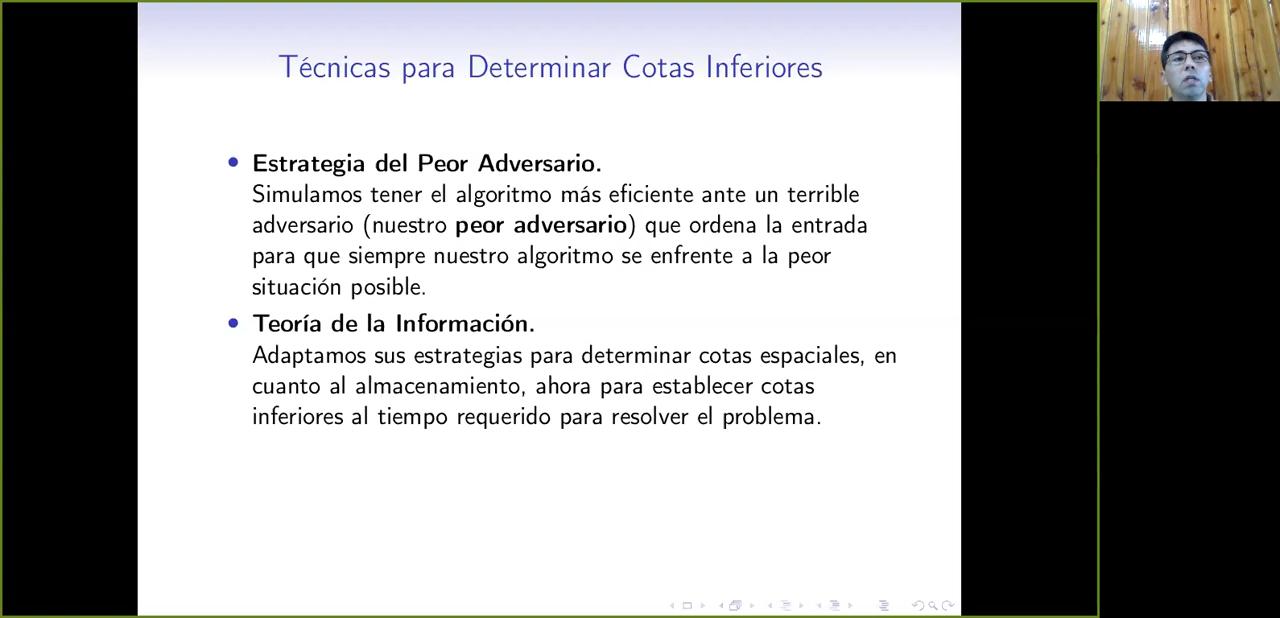 Técnicas para Determinar Cotas Inferiores
Estrategia del Peor Adversario.
Simulamos tener el algoritmo más eficiente ante un terrible
adversario (nuestro peor adversario) que ordena la entrada
para que siempre nuestro algoritmo se enfrente a la peor
situación posible.
Teoría de la Información.
Adaptamos sus estrategias para determinar cotas espaciales, en
cuanto al almacenamiento, ahora para establecer cotas
inferiores al tiempo requerido para resolver el problema.